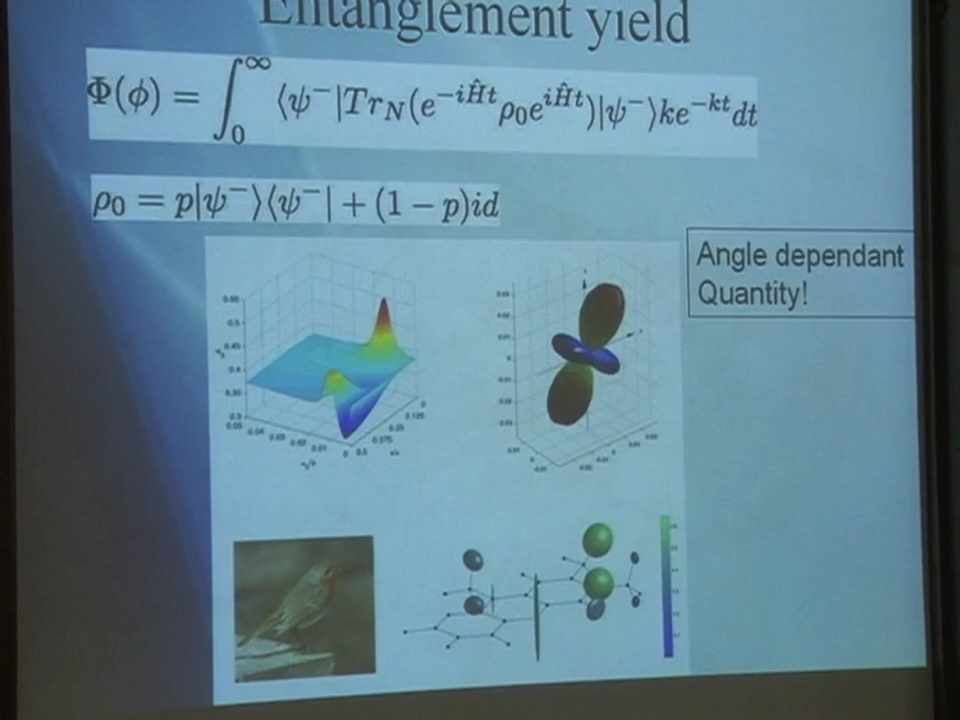 Entanglement yield
Φ(ϕ) = ∫₀^∞ ⟨ψ⁻|Tr_N(e^{-iĤt}ρ₀e^{iĤt})|ψ⁻⟩ke^{-kt}dt
ρ₀ = p|ψ⁻⟩⟨ψ⁻| + (1 − p)id
Angle dependant
Quantity!